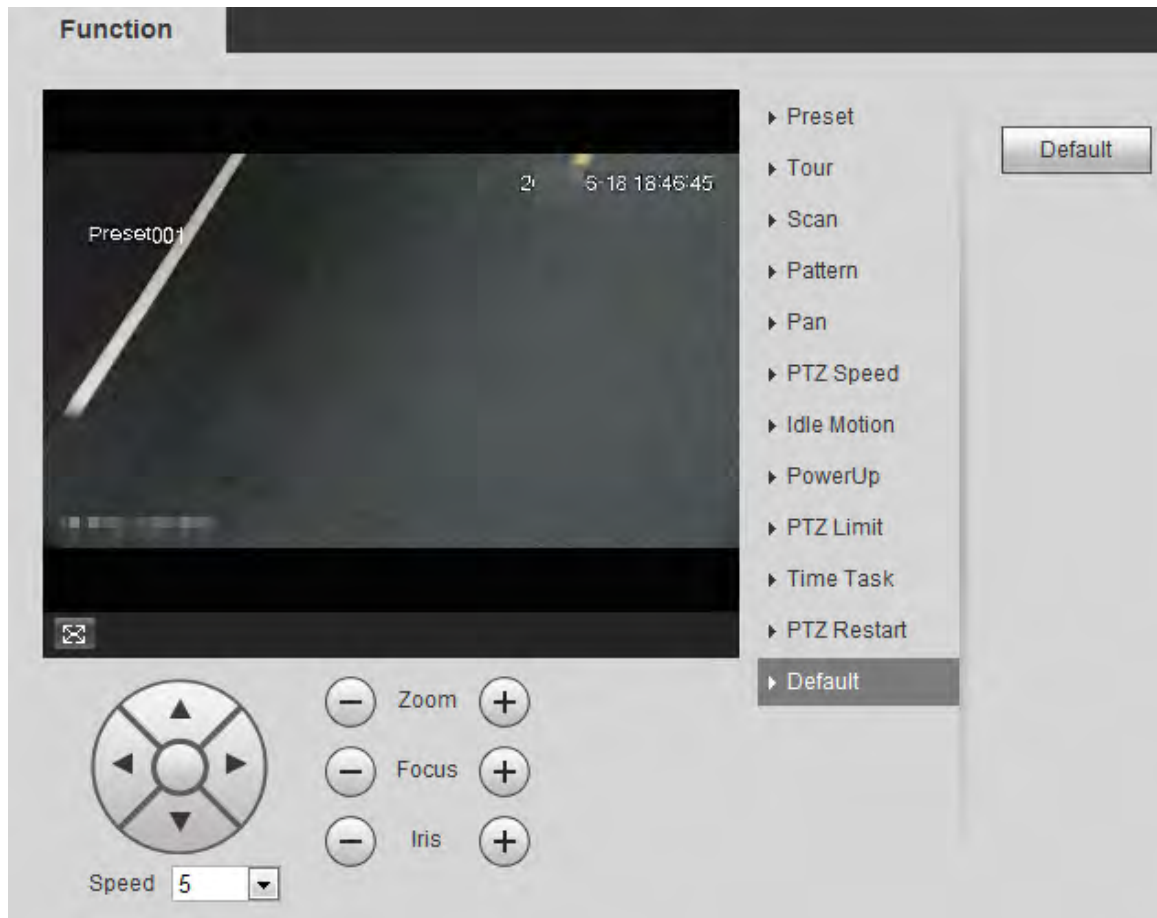 Function
5-18 18:46:45
Preset001
Preset
Tour
Scan
Pattern
Pan
PTZ Speed
Idle Motion
PowerUp
PTZ Limit
Time Task
PTZ Restart
Default
Default
Zoom
Focus
Iris
Speed 5